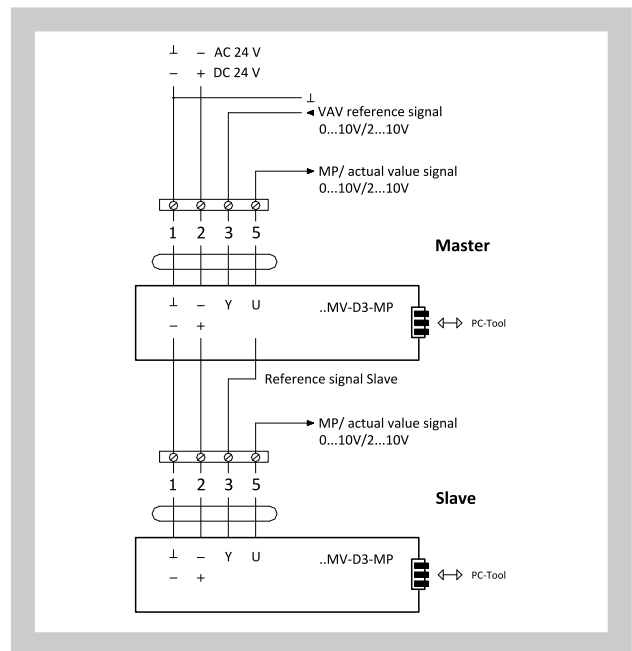 ⊥ – AC 24 V
– + DC 24 V
⊥
VAV reference signal
0...10V/2...10V
MP/ actual value signal
0...10V/2...10V
1 2 3 5
Master
⊥ – Y U ..MV-D3-MP
– +
PC-Tool
Reference signal Slave
MP/ actual value signal
0...10V/2...10V
1 2 3 5
Slave
⊥ – Y U ..MV-D3-MP
– +
PC-Tool